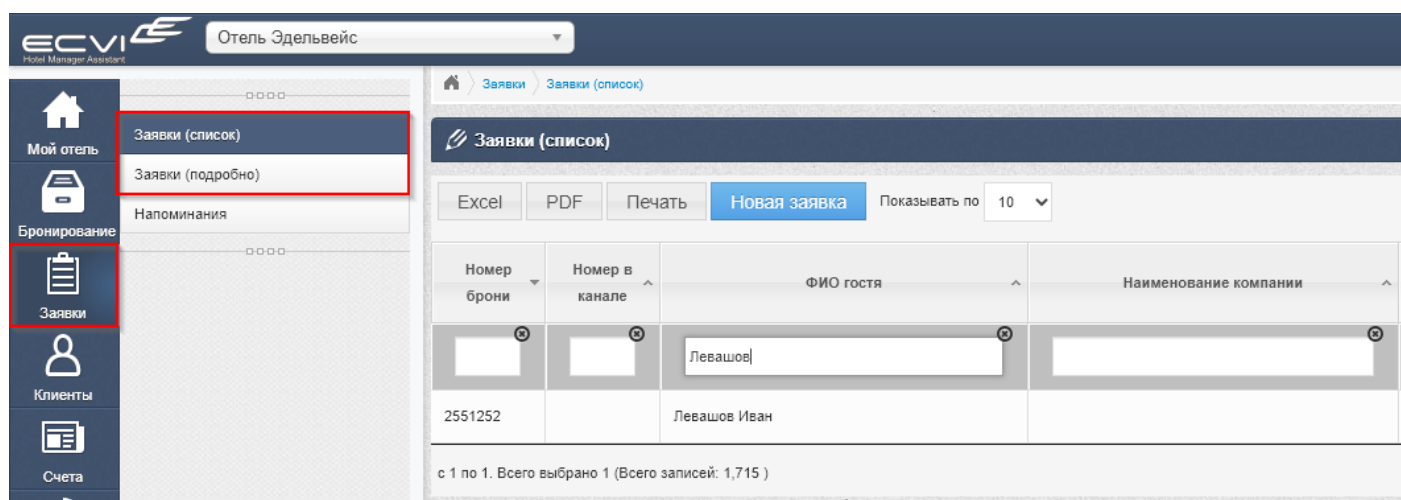 ECVI
Hotel Manager Assistant
Отель Эдельвейс
Мой отель
Бронирование
Заявки
Клиенты
Счета
Заявки (список)
Заявки (подробно)
Напоминания
Заявки Заявки (список)
Заявки (список)
Excel PDF Печать Новая заявка Показывать по 10
Номер брони Номер в канале ФИО гостя Наименование компании
Левашов
2551252 Левашов Иван
с 1 по 1. Всего выбрано 1 (Всего записей: 1,715 )